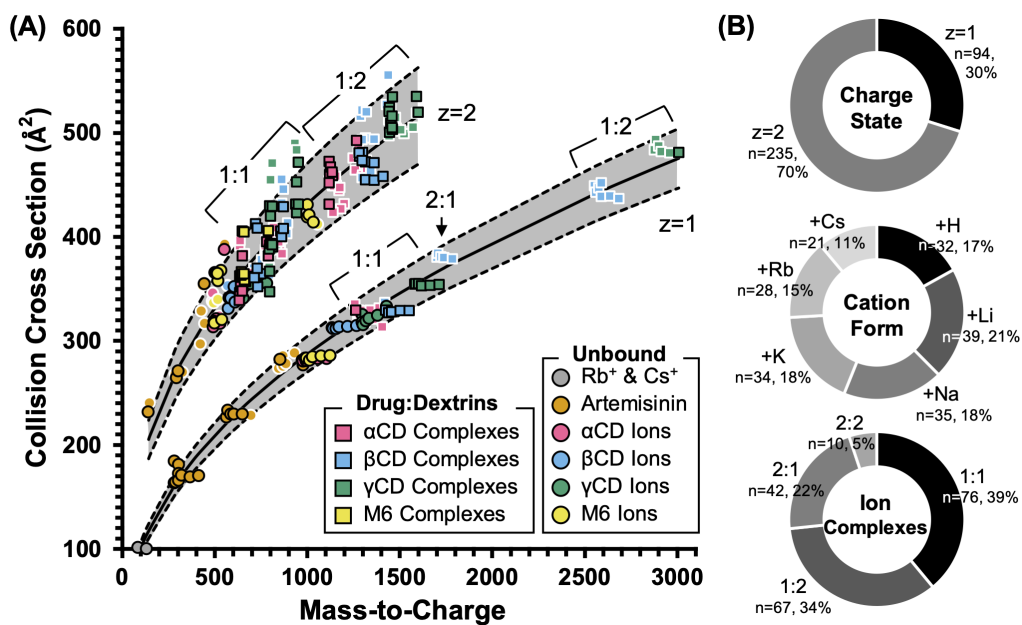 (A)
Collision Cross Section (Å²)
600
500
400
300
200
100
0
500
1000
1500
2000
2500
3000
Mass-to-Charge
1:1
1:2
z=2
1:1
2:1
1:2
z=1
Drug:Dextrins
αCD Complexes
βCD Complexes
γCD Complexes
M6 Complexes
Unbound
Rb⁺ & Cs⁺
Artemisinin
αCD Ions
βCD Ions
γCD Ions
M6 Ions
(B)
Charge
State
z=1
n=94,
30%
z=2
n=235,
70%
Cation
Form
+H
n=32, 17%
+Li
n=39, 21%
+Na
n=35, 18%
+K
n=34, 18%
+Rb
n=28, 15%
+Cs
n=21, 11%
Ion
Complexes
1:1
n=76, 39%
1:2
n=67, 34%
2:1
n=42, 22%
2:2
n=10, 5%